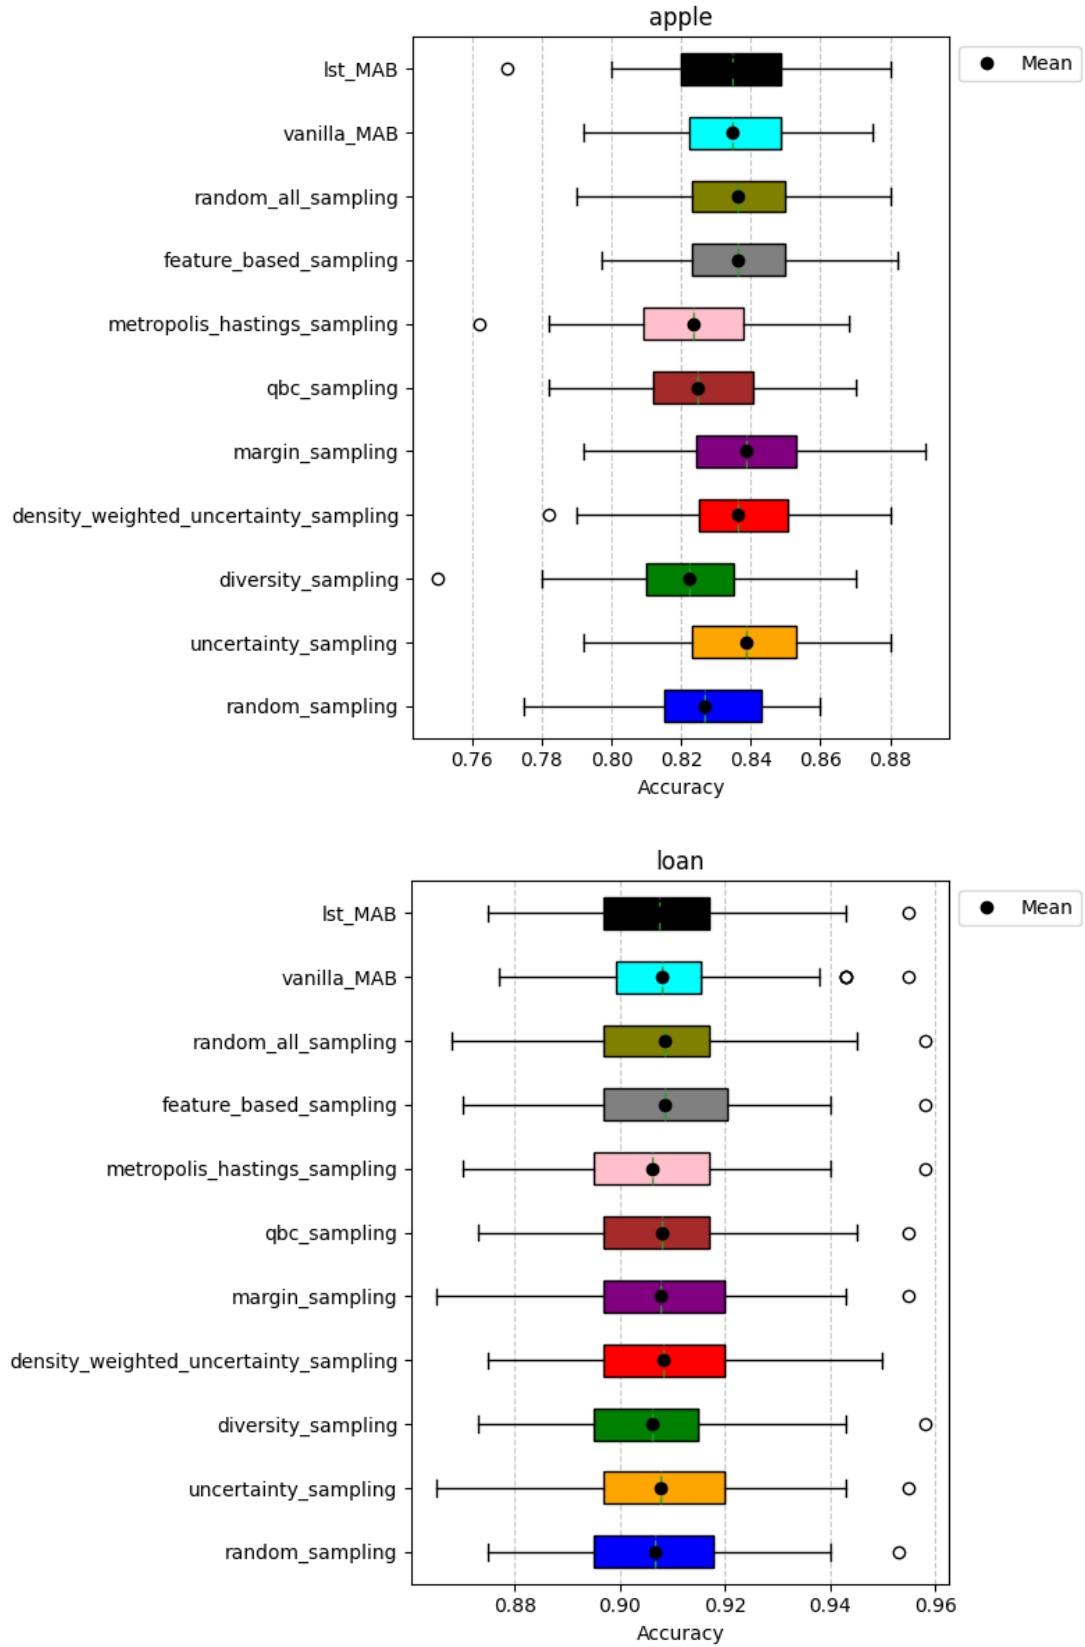 apple
Mean
lst_MAB
vanilla_MAB
random_all_sampling
feature_based_sampling
metropolis_hastings_sampling
qbc_sampling
margin_sampling
density_weighted_uncertainty_sampling
diversity_sampling
uncertainty_sampling
random_sampling
0.76 0.78 0.80 0.82 0.84 0.86 0.88
Accuracy
loan
Mean
lst_MAB
vanilla_MAB
random_all_sampling
feature_based_sampling
metropolis_hastings_sampling
qbc_sampling
margin_sampling
density_weighted_uncertainty_sampling
diversity_sampling
uncertainty_sampling
random_sampling
0.88 0.90 0.92 0.94 0.96
Accuracy